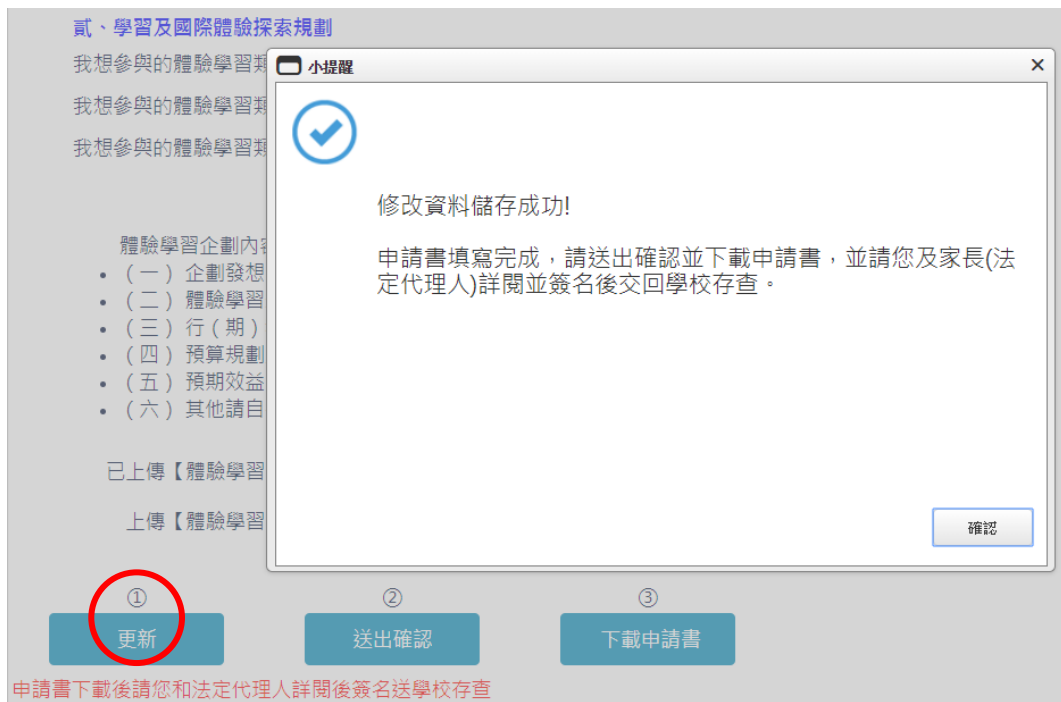 貳、學習及國際體驗探索規劃
我想參與的體驗學習類
小提醒
我想參與的體驗學習類
我想參與的體驗學習類
修改資料儲存成功!
申請書填寫完成，請送出確認並下載申請書，並請您及家長(法
定代理人)詳閱並簽名後交回學校存查。
體驗學習企劃內容
• （一）企劃發想
• （二）體驗學習
• （三）行（期）
• （四）預算規劃
• （五）預期效益
• （六）其他請自
已上傳【體驗學習
上傳【體驗學習
確認
① ② ③
更新 送出確認 下載申請書
申請書下載後請您和法定代理人詳閱後簽名送學校存查